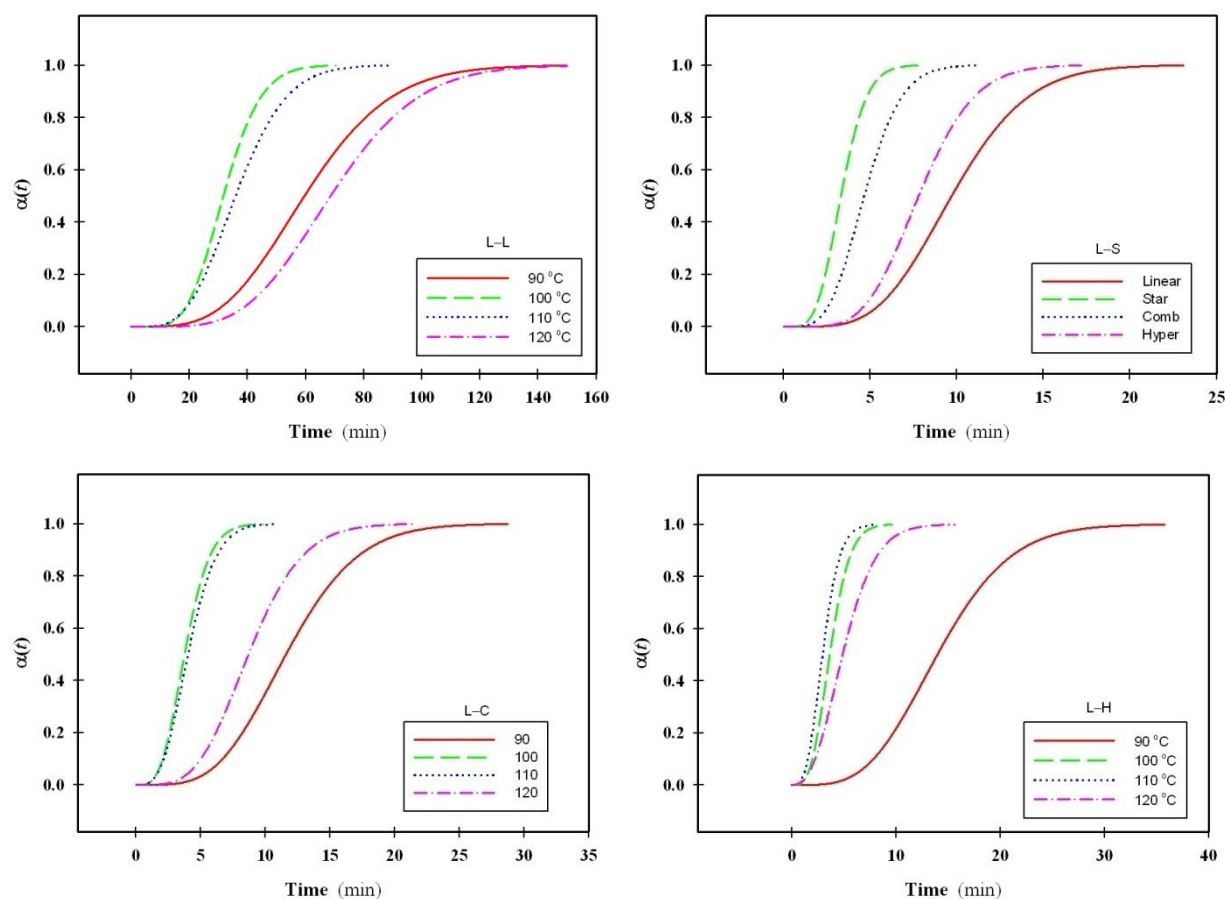 1.0
0.8
0.6
0.4
0.2
0.0
α(t)
L–L
90 °C
100 °C
110 °C
120 °C
0 20 40 60 80 100 120 140 160
Time (min)
1.0
0.8
0.6
0.4
0.2
0.0
α(t)
L–S
Linear
Star
Comb
Hyper
0 5 10 15 20 25
Time (min)
1.0
0.8
0.6
0.4
0.2
0.0
α(t)
L–C
90
100
110
120
0 5 10 15 20 25 30 35
Time (min)
1.0
0.8
0.6
0.4
0.2
0.0
α(t)
L–H
90 °C
100 °C
110 °C
120 °C
0 10 20 30 40
Time (min)